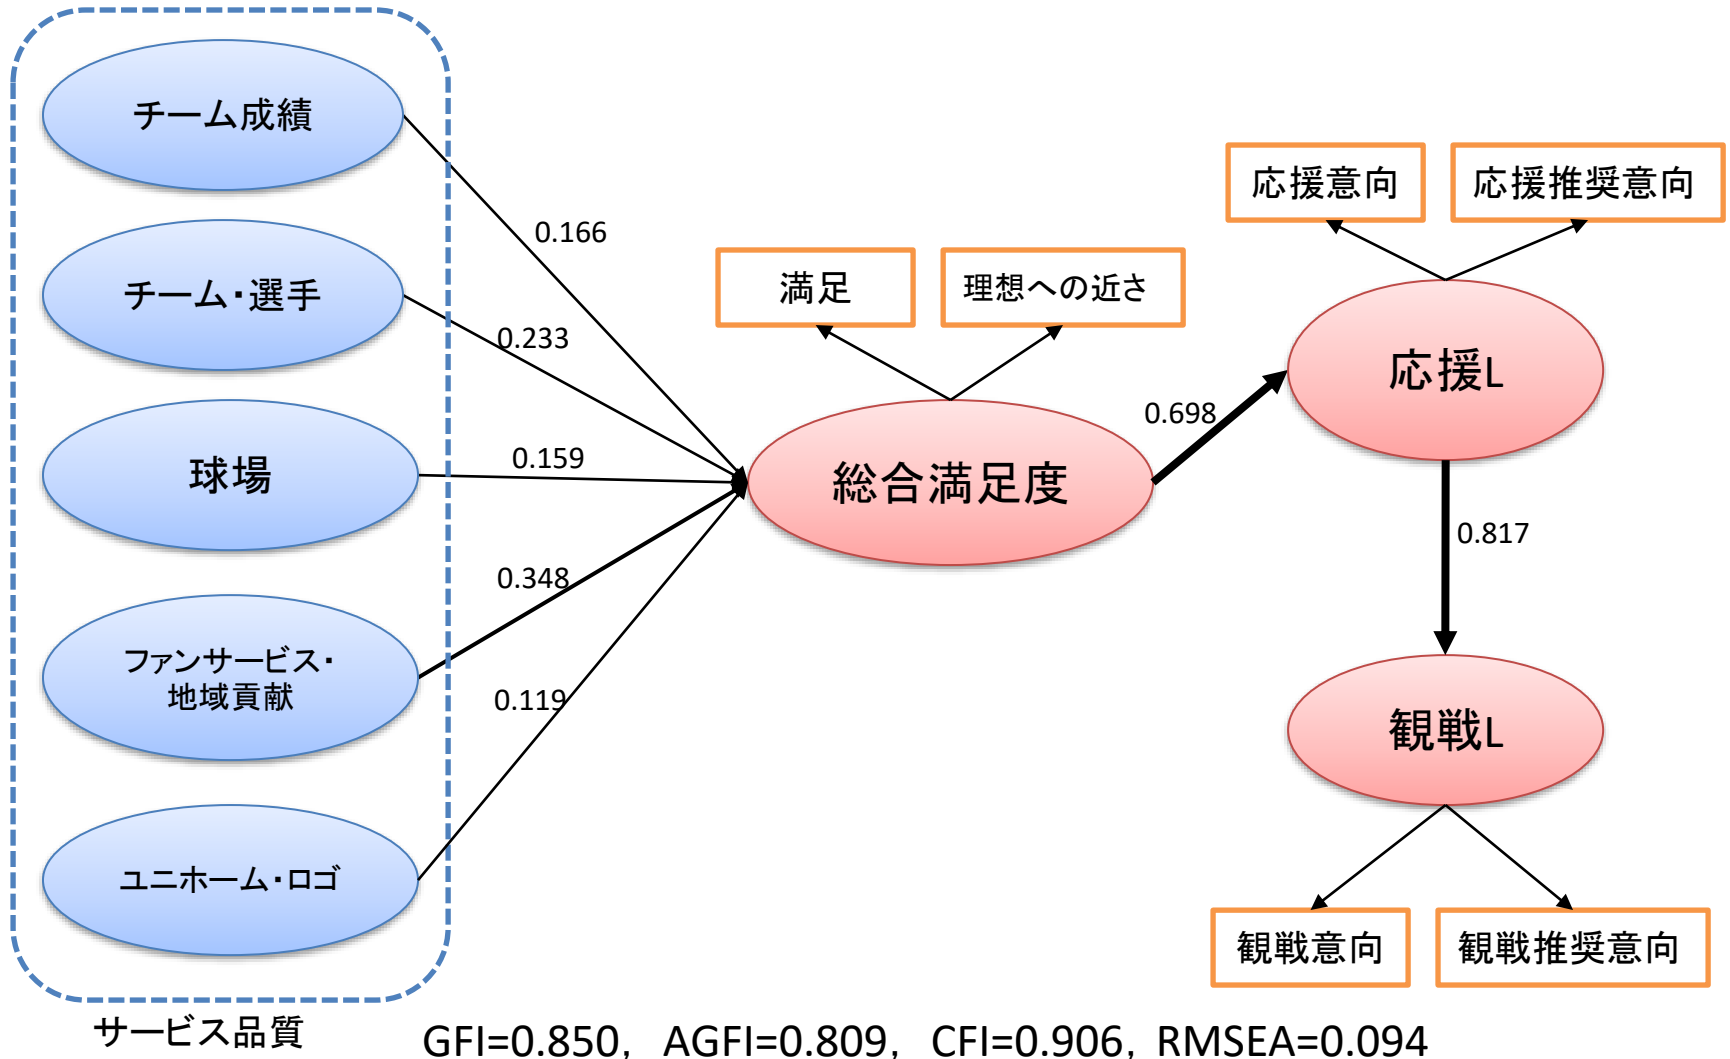 チーム成績
チーム・選手
球場
ファンサービス・
地域貢献
ユニホーム・ロゴ
サービス品質
0.166
0.233
0.159
0.348
0.119
満足
理想への近さ
総合満足度
0.698
応援意向
応援推奨意向
応援L
0.817
観戦L
観戦意向
観戦推奨意向
GFI=0.850, AGFI=0.809, CFI=0.906, RMSEA=0.094